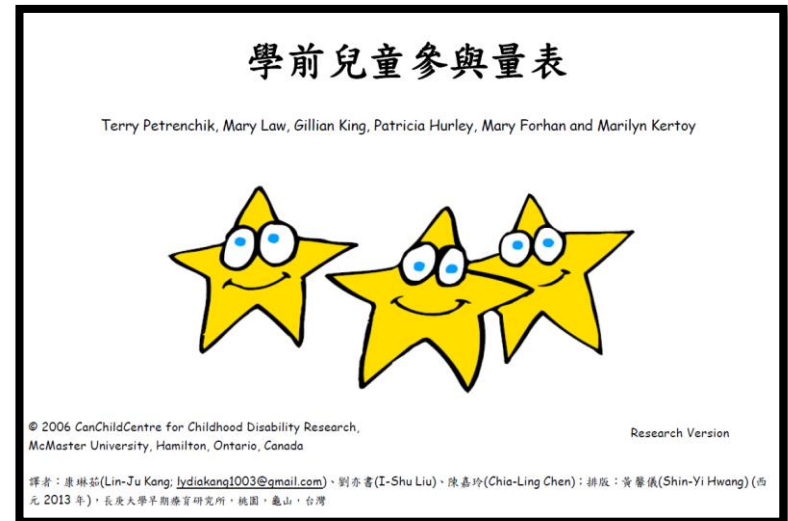 學前兒童參與量表
Terry Petrenchik, Mary Law, Gillian King, Patricia Hurley, Mary Forhan and Marilyn Kertoy
© 2006 CanChildCentre for Childhood Disability Research,
McMaster University, Hamilton, Ontario, Canada
Research Version
譯者：康琳茹(Lin-Ju Kang; lydiakang1003@gmail.com)、劉亦書(I-Shu Liu)、陳嘉玲(Chia-Ling Chen)；排版：黃馨儀(Shin-Yi Hwang) (西
元 2013 年)，長庚大學早期療育研究所，桃園，龜山，台灣